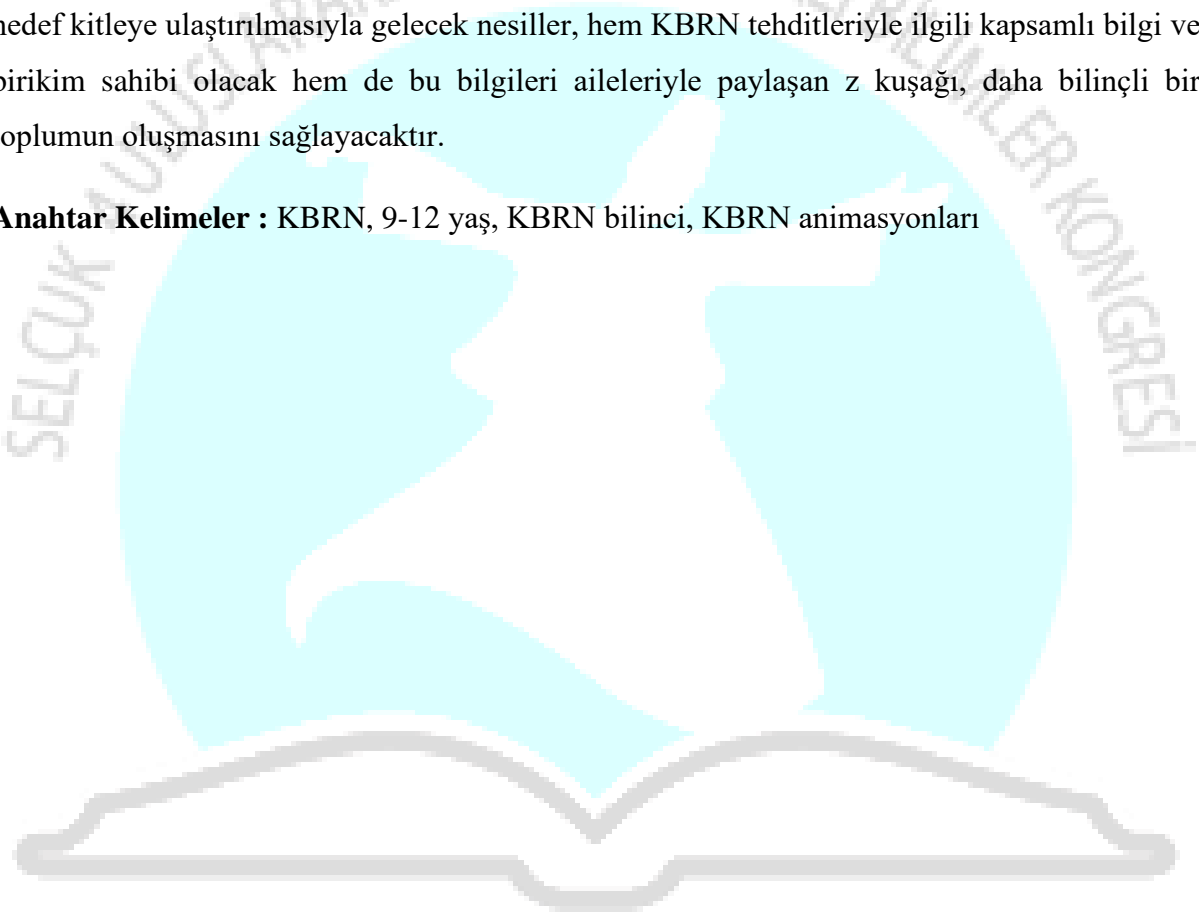 hedef kitleye ulaştırılmasıyla gelecek nesiller, hem KBRN tehditleriyle ilgili kapsamlı bilgi ve
birikim sahibi olacak hem de bu bilgileri aileleriyle paylaşan z kuşağı, daha bilinçli bir
toplumun oluşmasını sağlayacaktır.
Anahtar Kelimeler : KBRN, 9-12 yaş, KBRN bilinci, KBRN animasyonları
SELÇUK
KONGRESİ